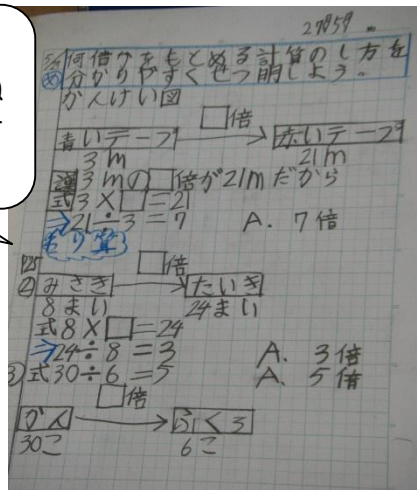 5/ 何倍かをもとめる計算のし方を
め 分かりやすくせつ明しよう。
かんけい図
□倍
青いテープ → 赤いテープ
3m 21m
3mの□倍が21mだから
式3×□=21
⇒21÷3=7 A. 7倍
わり算
P25 □倍
②みさき → たいき
8まい 24まい
式8×□=24
⇒24÷8=3 A. 3倍
③式30÷6=5 A. 5倍
□倍
かん → ふくろ
30こ 6こ